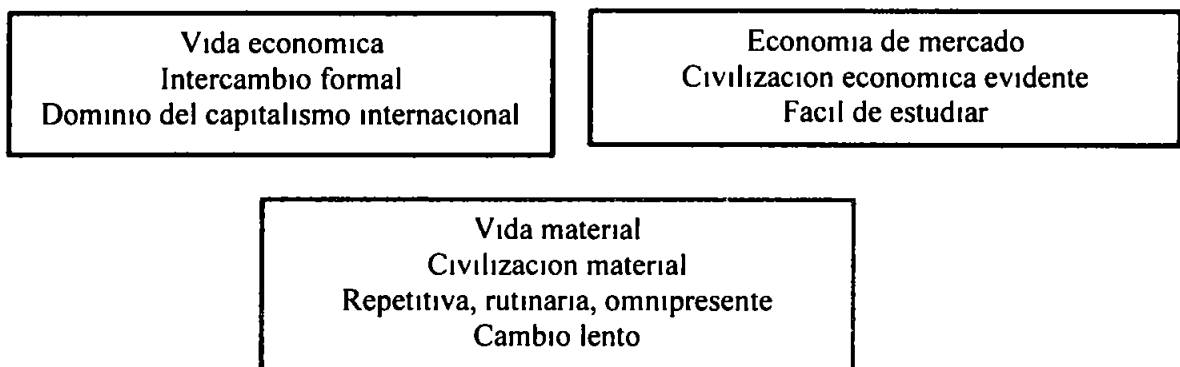 Vida economica
Intercambio formal
Dominio del capitalismo internacional
Economia de mercado
Civilizacion economica evidente
Facil de estudiar
Vida material
Civilizacion material
Repetitiva, rutinaria, omnipresente
Cambio lento